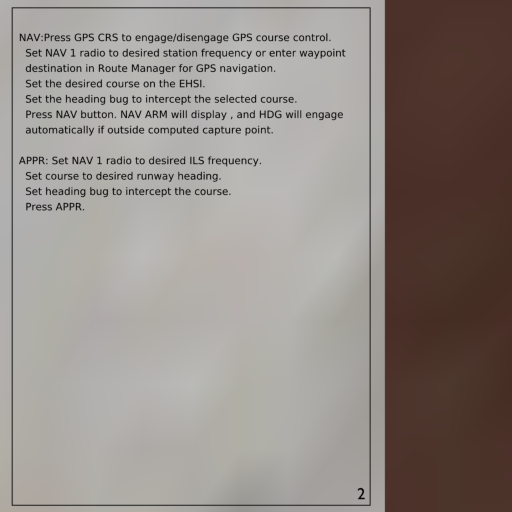 NAV:Press GPS CRS to engage/disengage GPS course control.
Set NAV 1 radio to desired station frequency or enter waypoint
destination in Route Manager for GPS navigation.
Set the desired course on the EHSI.
Set the heading bug to intercept the selected course.
Press NAV button. NAV ARM will display , and HDG will engage
automatically if outside computed capture point.
APPR: Set NAV 1 radio to desired ILS frequency.
Set course to desired runway heading.
Set heading bug to intercept the course.
Press APPR.
2